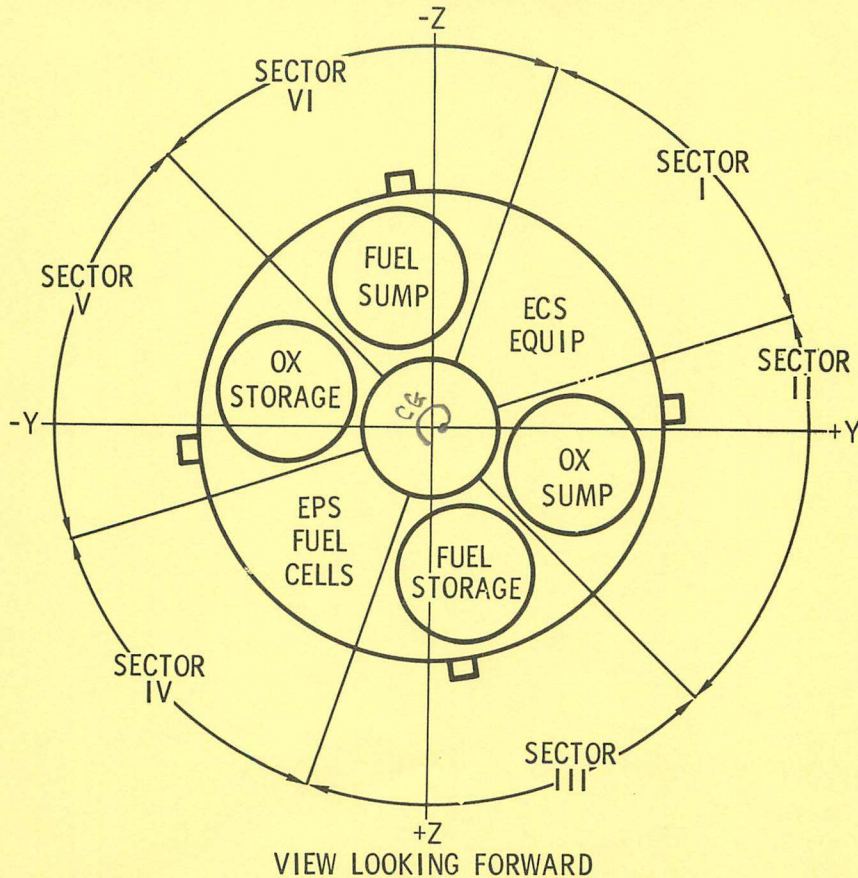 -Z
SECTOR
VI
SECTOR
I
SECTOR
V
FUEL
SUMP
ECS
EQUIP
SECTOR
II
OX
STORAGE
-Y
+Y
OX
SUMP
EPS
FUEL
CELLS
FUEL
STORAGE
SECTOR
IV
SECTOR
III
+Z
VIEW LOOKING FORWARD